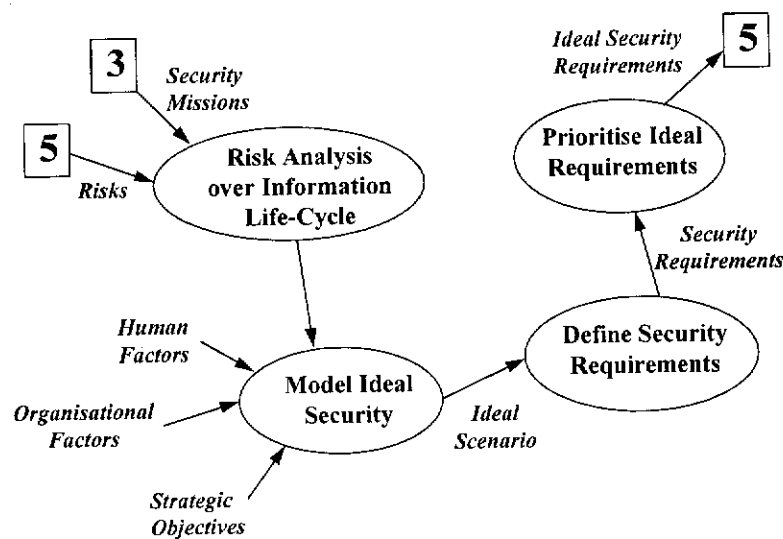 3
Security
Missions
5
Risks
Risk Analysis
over Information
Life-Cycle
Ideal Security
Requirements
5
Prioritise Ideal
Requirements
Security
Requirements
Human
Factors
Organisational
Factors
Strategic
Objectives
Model Ideal
Security
Ideal
Scenario
Define Security
Requirements